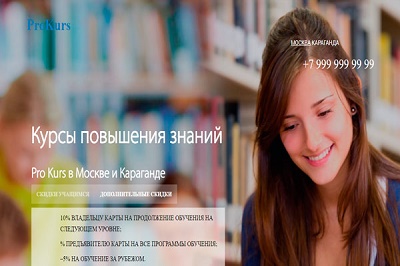 ProKurs
МОСКВА КАРАГАНДА
+7 999 999 99 99
Курсы повышения знаний
Pro Kurs в Москве и Караганде
СКИДКИ УЧАЩИМСЯ ДОПОЛНИТЕЛЬНЫЕ СКИДКИ
10% ВЛАДЕЛЬЦУ КАРТЫ НА ПРОДОЛЖЕНИЕ ОБУЧЕНИЯ НА
СЛЕДУЮЩЕМ УРОВНЕ;
% ПРЕДЪЯВИТЕЛЮ КАРТЫ НА ВСЕ ПРОГРАММЫ ОБУЧЕНИЯ;
-5% НА ОБУЧЕНИЕ ЗА РУБЕЖОМ.